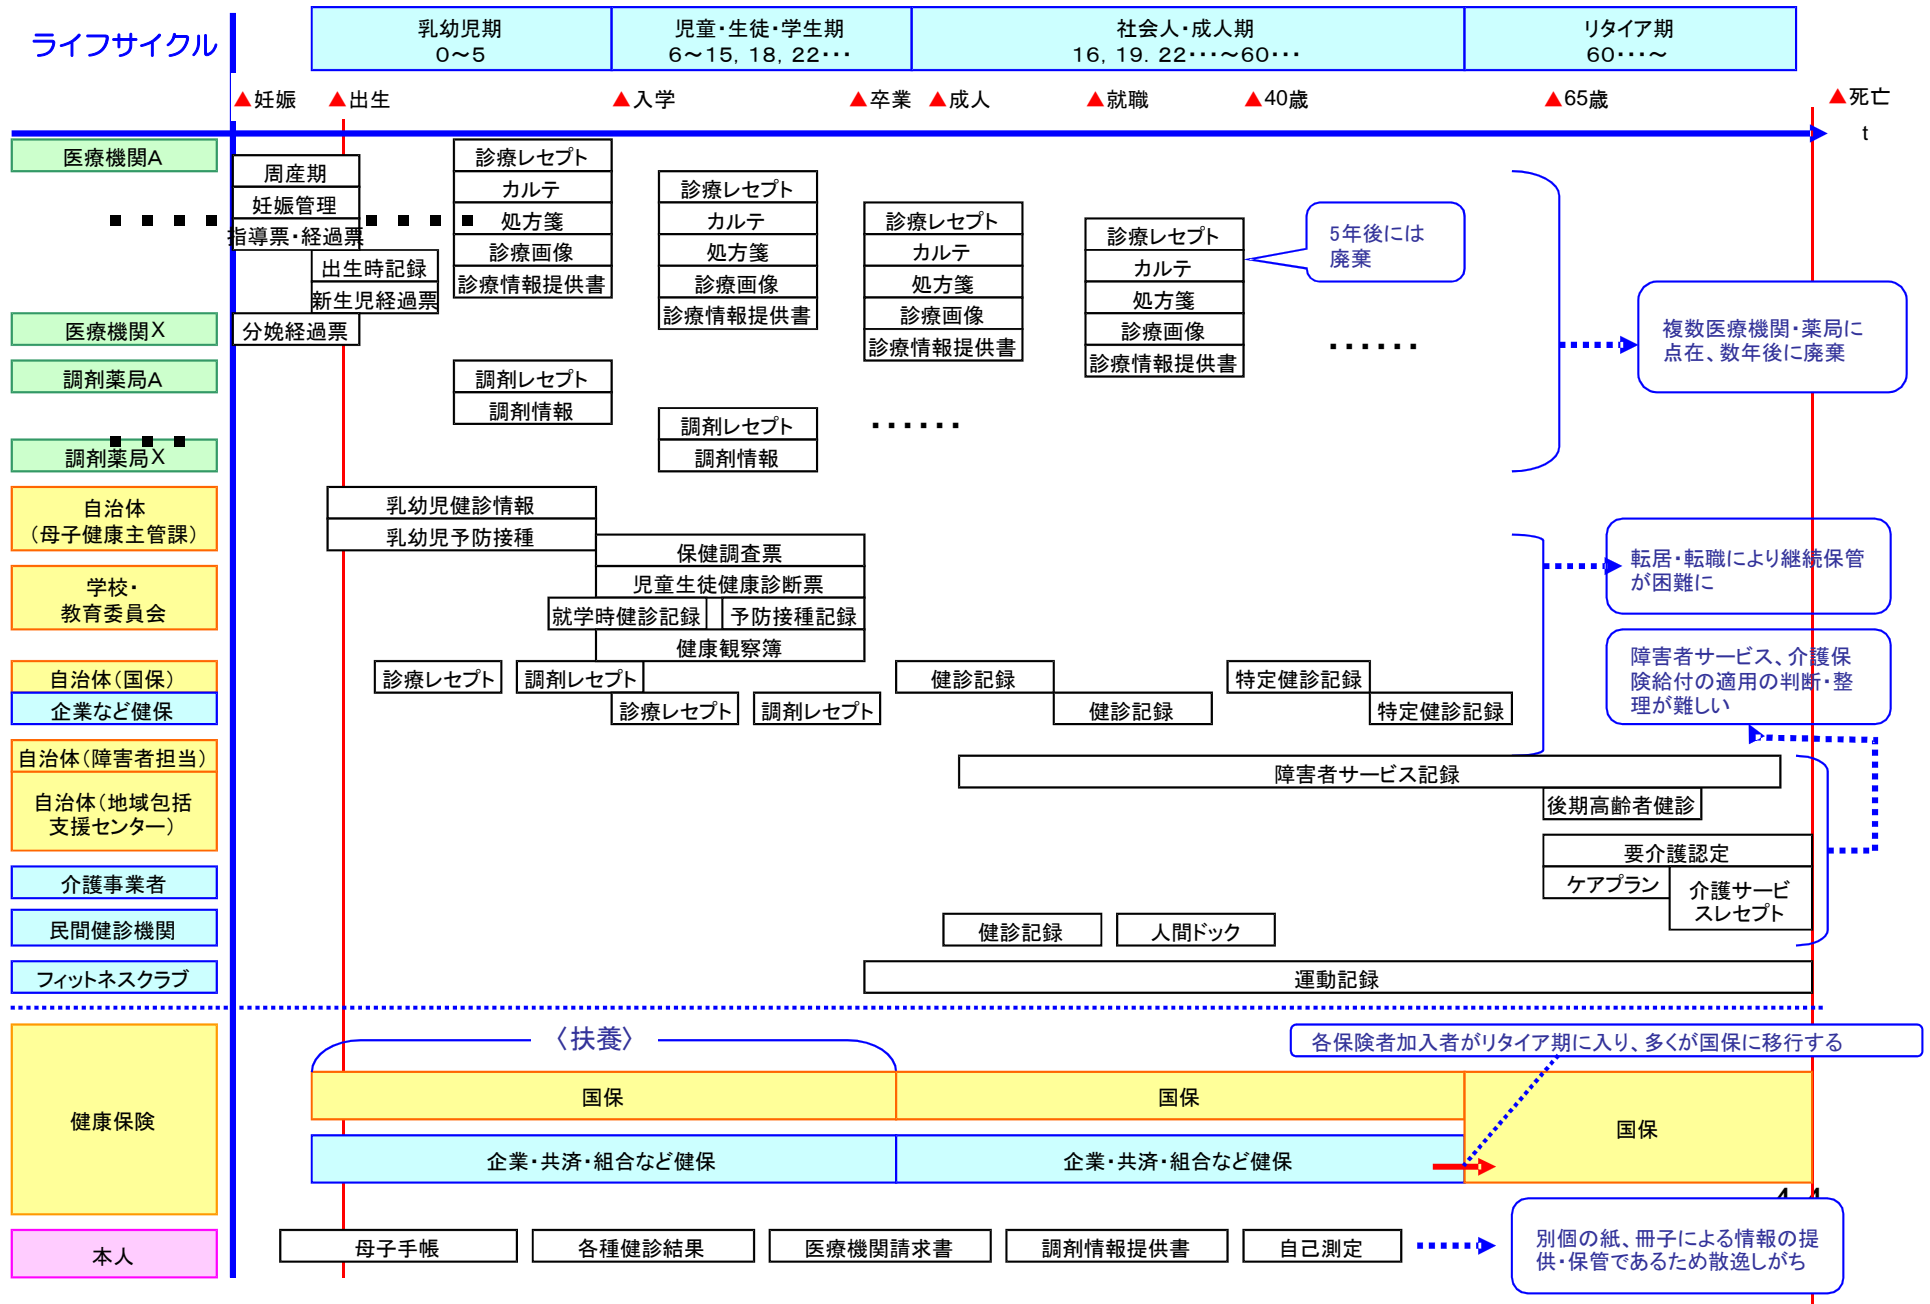 ライフサイクル
乳幼児期
0～5
児童・生徒・学生期
6～15, 18, 22・・・
社会人・成人期
16, 19. 22・・・～60・・・
リタイア期
60・・・～
▲妊娠
▲出生
▲入学
▲卒業
▲成人
▲就職
▲40歳
▲65歳
▲死亡
t
医療機関A
医療機関X
調剤薬局A
調剤薬局X
周産期
妊娠管理
指導票・経過票
出生時記録
新生児経過票
分娩経過票
診療レセプト
カルテ
処方箋
診療画像
診療情報提供書
診療レセプト
カルテ
処方箋
診療画像
診療情報提供書
診療レセプト
カルテ
処方箋
診療画像
診療情報提供書
診療レセプト
カルテ
処方箋
診療画像
診療情報提供書
5年後には
廃棄
・・・・・・
複数医療機関・薬局に
点在、数年後に廃棄
調剤レセプト
調剤情報
調剤レセプト
調剤情報
・・・・・・
自治体
（母子健康主管課）
乳幼児健診情報
乳幼児予防接種
学校・
教育委員会
保健調査票
児童生徒健康診断票
就学時健診記録
予防接種記録
健康観察簿
転居・転職により継続保管
が困難に
自治体（国保）
診療レセプト
調剤レセプト
健診記録
特定健診記録
企業など健保
診療レセプト
調剤レセプト
健診記録
特定健診記録
障害者サービス、介護保
険給付の適用の判断・整
理が難しい
自治体（障害者担当）
障害者サービス記録
自治体（地域包括
支援センター）
後期高齢者健診
要介護認定
介護事業者
ケアプラン
介護サービ
スレセプト
民間健診機関
健診記録
人間ドック
フィットネスクラブ
運動記録
〈扶養〉
各保険者加入者がリタイア期に入り、多くが国保に移行する
健康保険
国保
国保
国保
企業・共済・組合など健保
企業・共済・組合など健保
本人
母子手帳
各種健診結果
医療機関請求書
調剤情報提供書
自己測定
別個の紙、冊子による情報の提
供・保管であるため散逸しがち